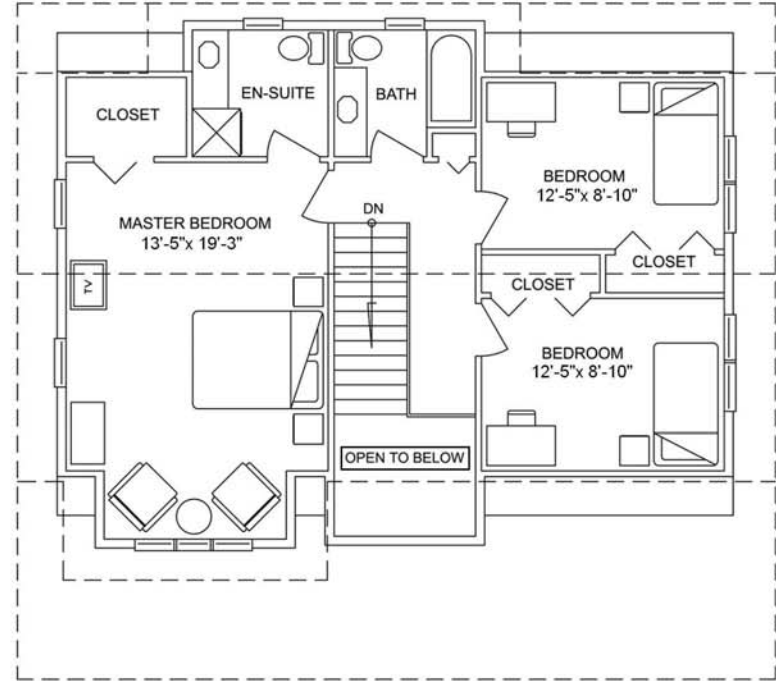 EN-SUITE
BATH
CLOSET
BEDROOM
12'-5"x 8'-10"
MASTER BEDROOM
13'-5"x 19'-3"
DN
CLOSET
CLOSET
TV
BEDROOM
12'-5"x 8'-10"
OPEN TO BELOW